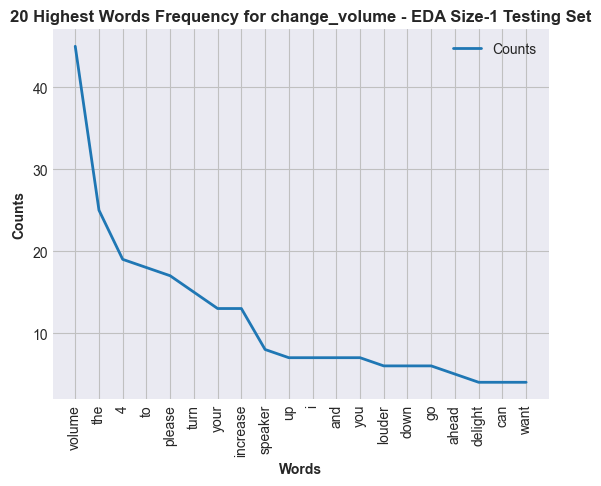 20 Highest Words Frequency for change_volume - EDA Size-1 Testing Set
Counts
40
30
20
10
Counts
volume
the
4
to
please
turn
your
increase
speaker
up
i
and
you
louder
down
go
ahead
delight
can
want
Words